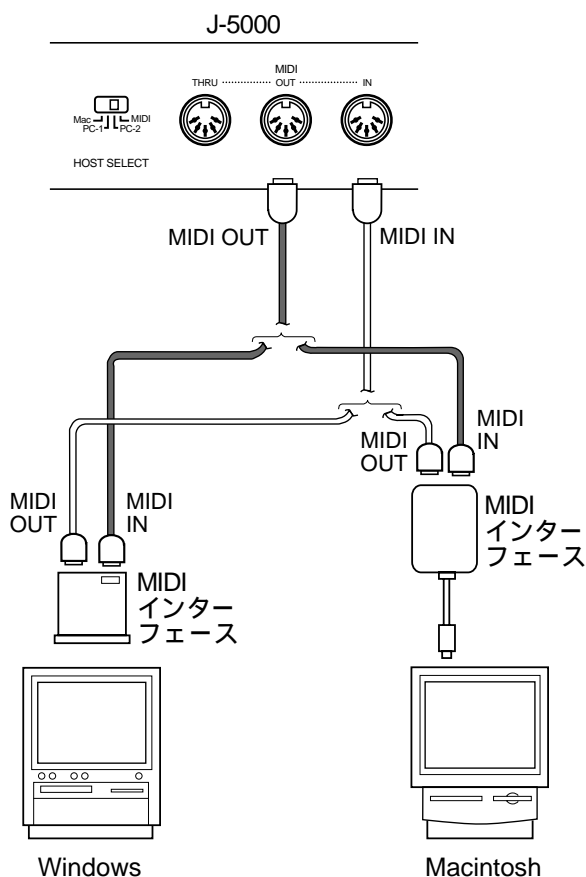 J-5000
MIDI
THRU OUT IN
Mac MIDI
PC-1 PC-2
HOST SELECT
MIDI OUT
MIDI IN
MIDI
OUT
MIDI
IN
MIDI
OUT
MIDI
IN
MIDI
インター
フェース
MIDI
インター
フェース
Windows
Macintosh